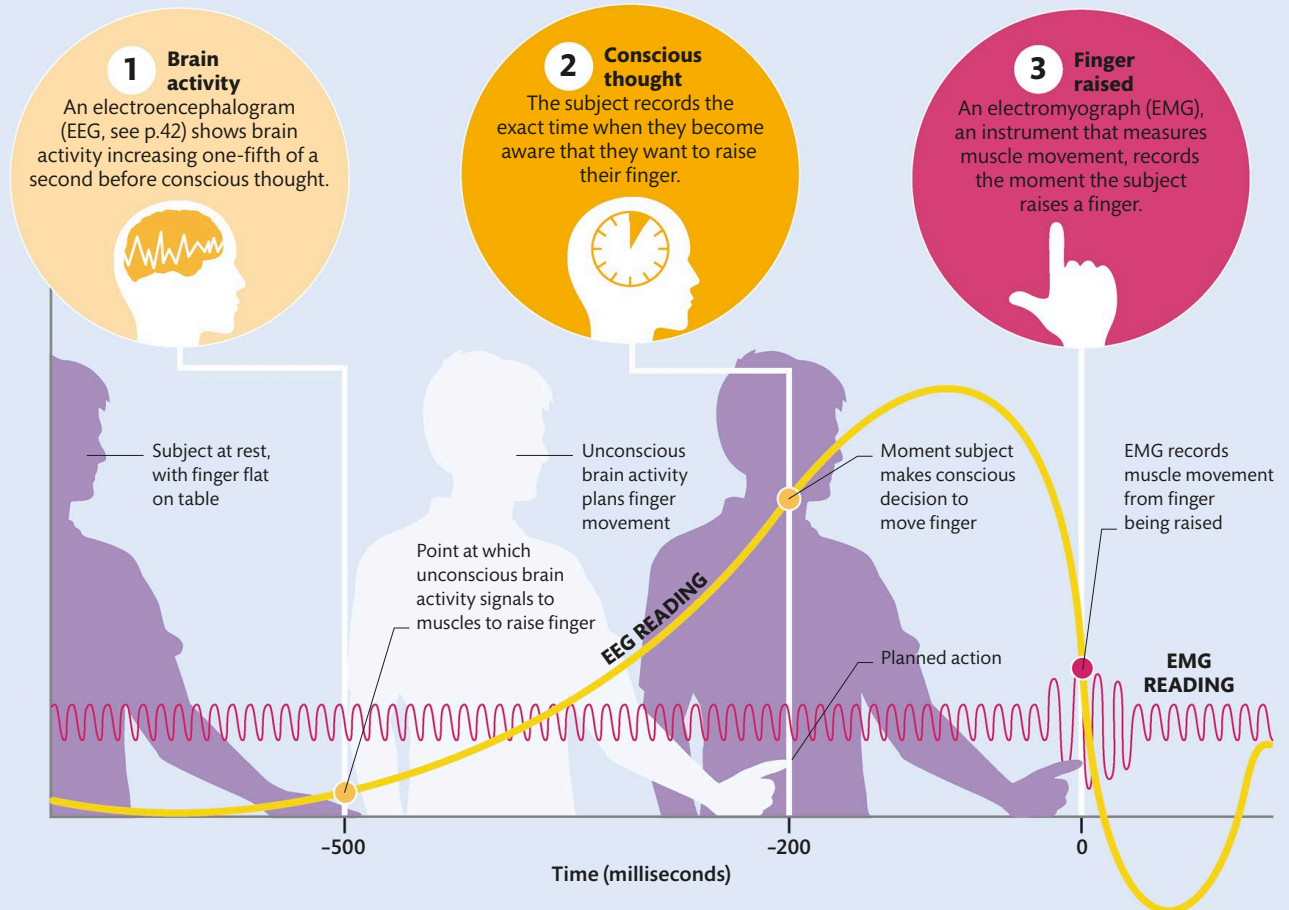 1
Brain
activity
An electroencephalogram
(EEG, see p.42) shows brain
activity increasing one-fifth of a
second before conscious thought.
2
Conscious
thought
The subject records the
exact time when they become
aware that they want to raise
their finger.
3
Finger
raised
An electromyograph (EMG),
an instrument that measures
muscle movement, records
the moment the subject
raises a finger.
Subject at rest,
with finger flat
on table
Point at which
unconscious brain
activity signals to
muscles to raise finger
Unconscious
brain activity
plans finger
movement
EEG READING
Moment subject
makes conscious
decision to
move finger
Planned action
EMG records
muscle movement
from finger
being raised
EMG
READING
–500
–200
0
Time (milliseconds)